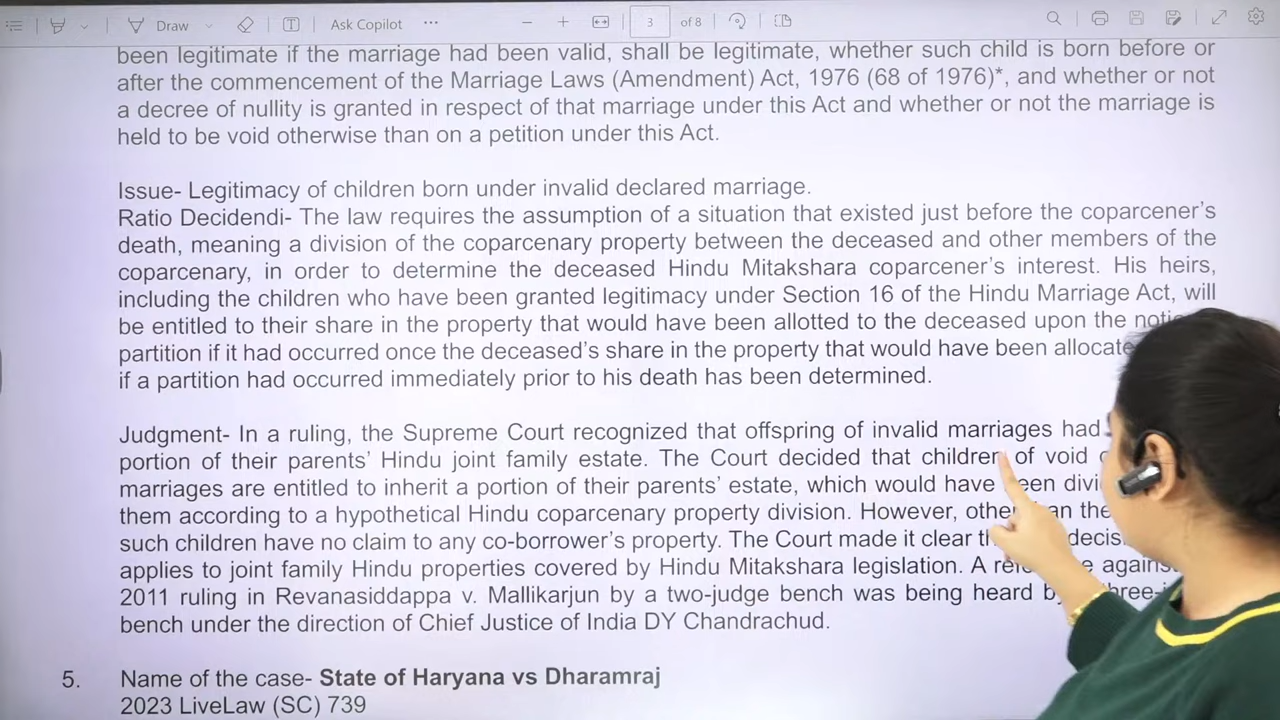 Draw
Ask Copilot
3 of 8
been legitimate if the marriage had been valid, shall be legitimate, whether such child is born before or
after the commencement of the Marriage Laws (Amendment) Act, 1976 (68 of 1976)*, and whether or not
a decree of nullity is granted in respect of that marriage under this Act and whether or not the marriage is
held to be void otherwise than on a petition under this Act.
Issue- Legitimacy of children born under invalid declared marriage.
Ratio Decidendi- The law requires the assumption of a situation that existed just before the coparcener's
death, meaning a division of the coparcenary property between the deceased and other members of the
coparcenary, in order to determine the deceased Hindu Mitakshara coparcener's interest. His heirs,
including the children who have been granted legitimacy under Section 16 of the Hindu Marriage Act, will
be entitled to their share in the property that would have been allotted to the deceased upon the
partition if it had occurred once the deceased's share in the property that would have been
if a partition had occurred immediately prior to his death has been determined.
Judgment- In a ruling, the Supreme Court recognized that offspring of invalid marriages had
portion of their parents' Hindu joint family estate. The Court decided that children of void
marriages are entitled to inherit a portion of their parents' estate, which would have been
them according to a hypothetical Hindu coparcenary property division. However,
such children have no claim to any co-borrower's property. The Court made it clear
applies to joint family Hindu properties covered by Hindu Mitakshara legislation. A
2011 ruling in Revanasiddappa v. Mallikarjun by a two-judge bench was being heard
bench under the direction of Chief Justice of India DY Chandrachud.
5. Name of the case- State of Haryana vs Dharamraj
2023 LiveLaw (SC) 739